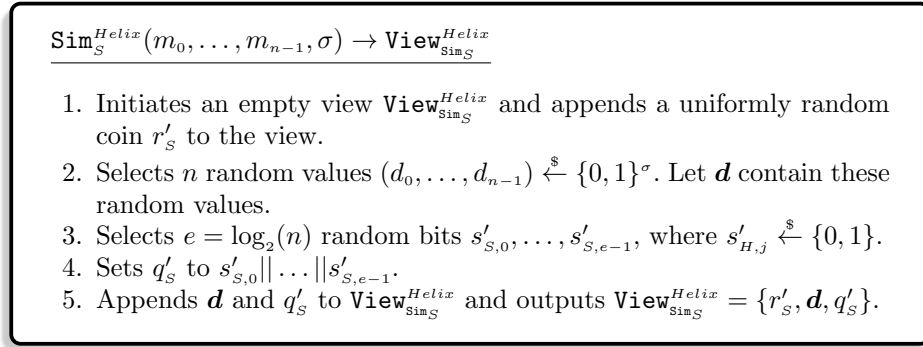 Sim_S^{Helix}(m_0, . . . , m_{n−1}, σ) → View_{Sim_S}^{Helix}
1. Initiates an empty view View_{Sim_S}^{Helix} and appends a uniformly random
coin r′_S to the view.
2. Selects n random values (d_0, . . . , d_{n−1}) ←^{$} {0, 1}^σ. Let d contain these
random values.
3. Selects e = log_2(n) random bits s′_{S,0}, . . . , s′_{S,e−1}, where s′_{H,j} ←^{$} {0, 1}.
4. Sets q′_S to s′_{S,0}|| . . . ||s′_{S,e−1}.
5. Appends d and q′_S to View_{Sim_S}^{Helix} and outputs View_{Sim_S}^{Helix} = {r′_S, d, q′_S}.